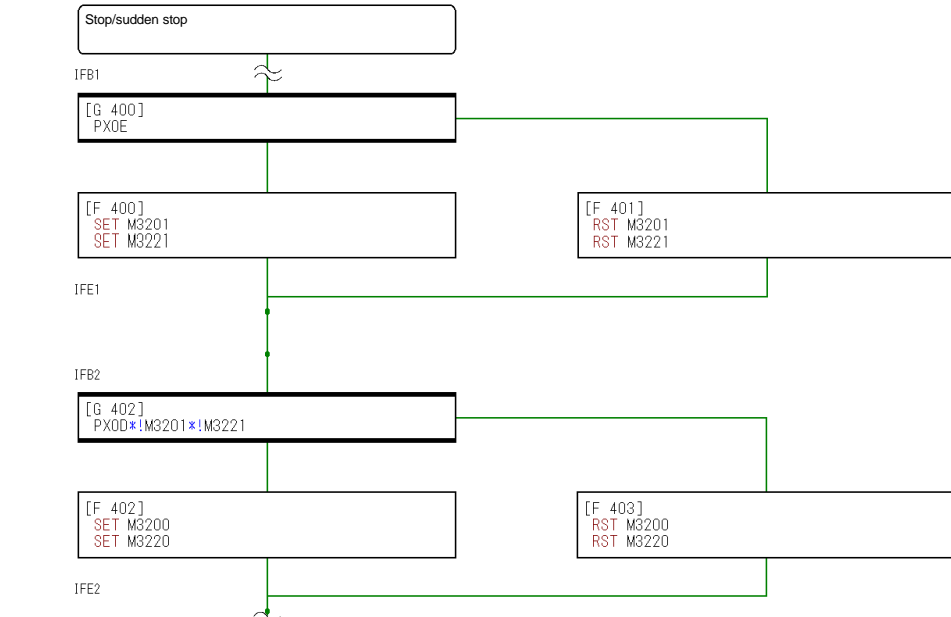 Stop/sudden stop
IFB1
[G 400]
PX0E
[F 400]
SET M3201
SET M3221
[F 401]
RST M3201
RST M3221
IFE1
IFB2
[G 402]
PX0D*!M3201*!M3221
[F 402]
SET M3200
SET M3220
[F 403]
RST M3200
RST M3220
IFE2